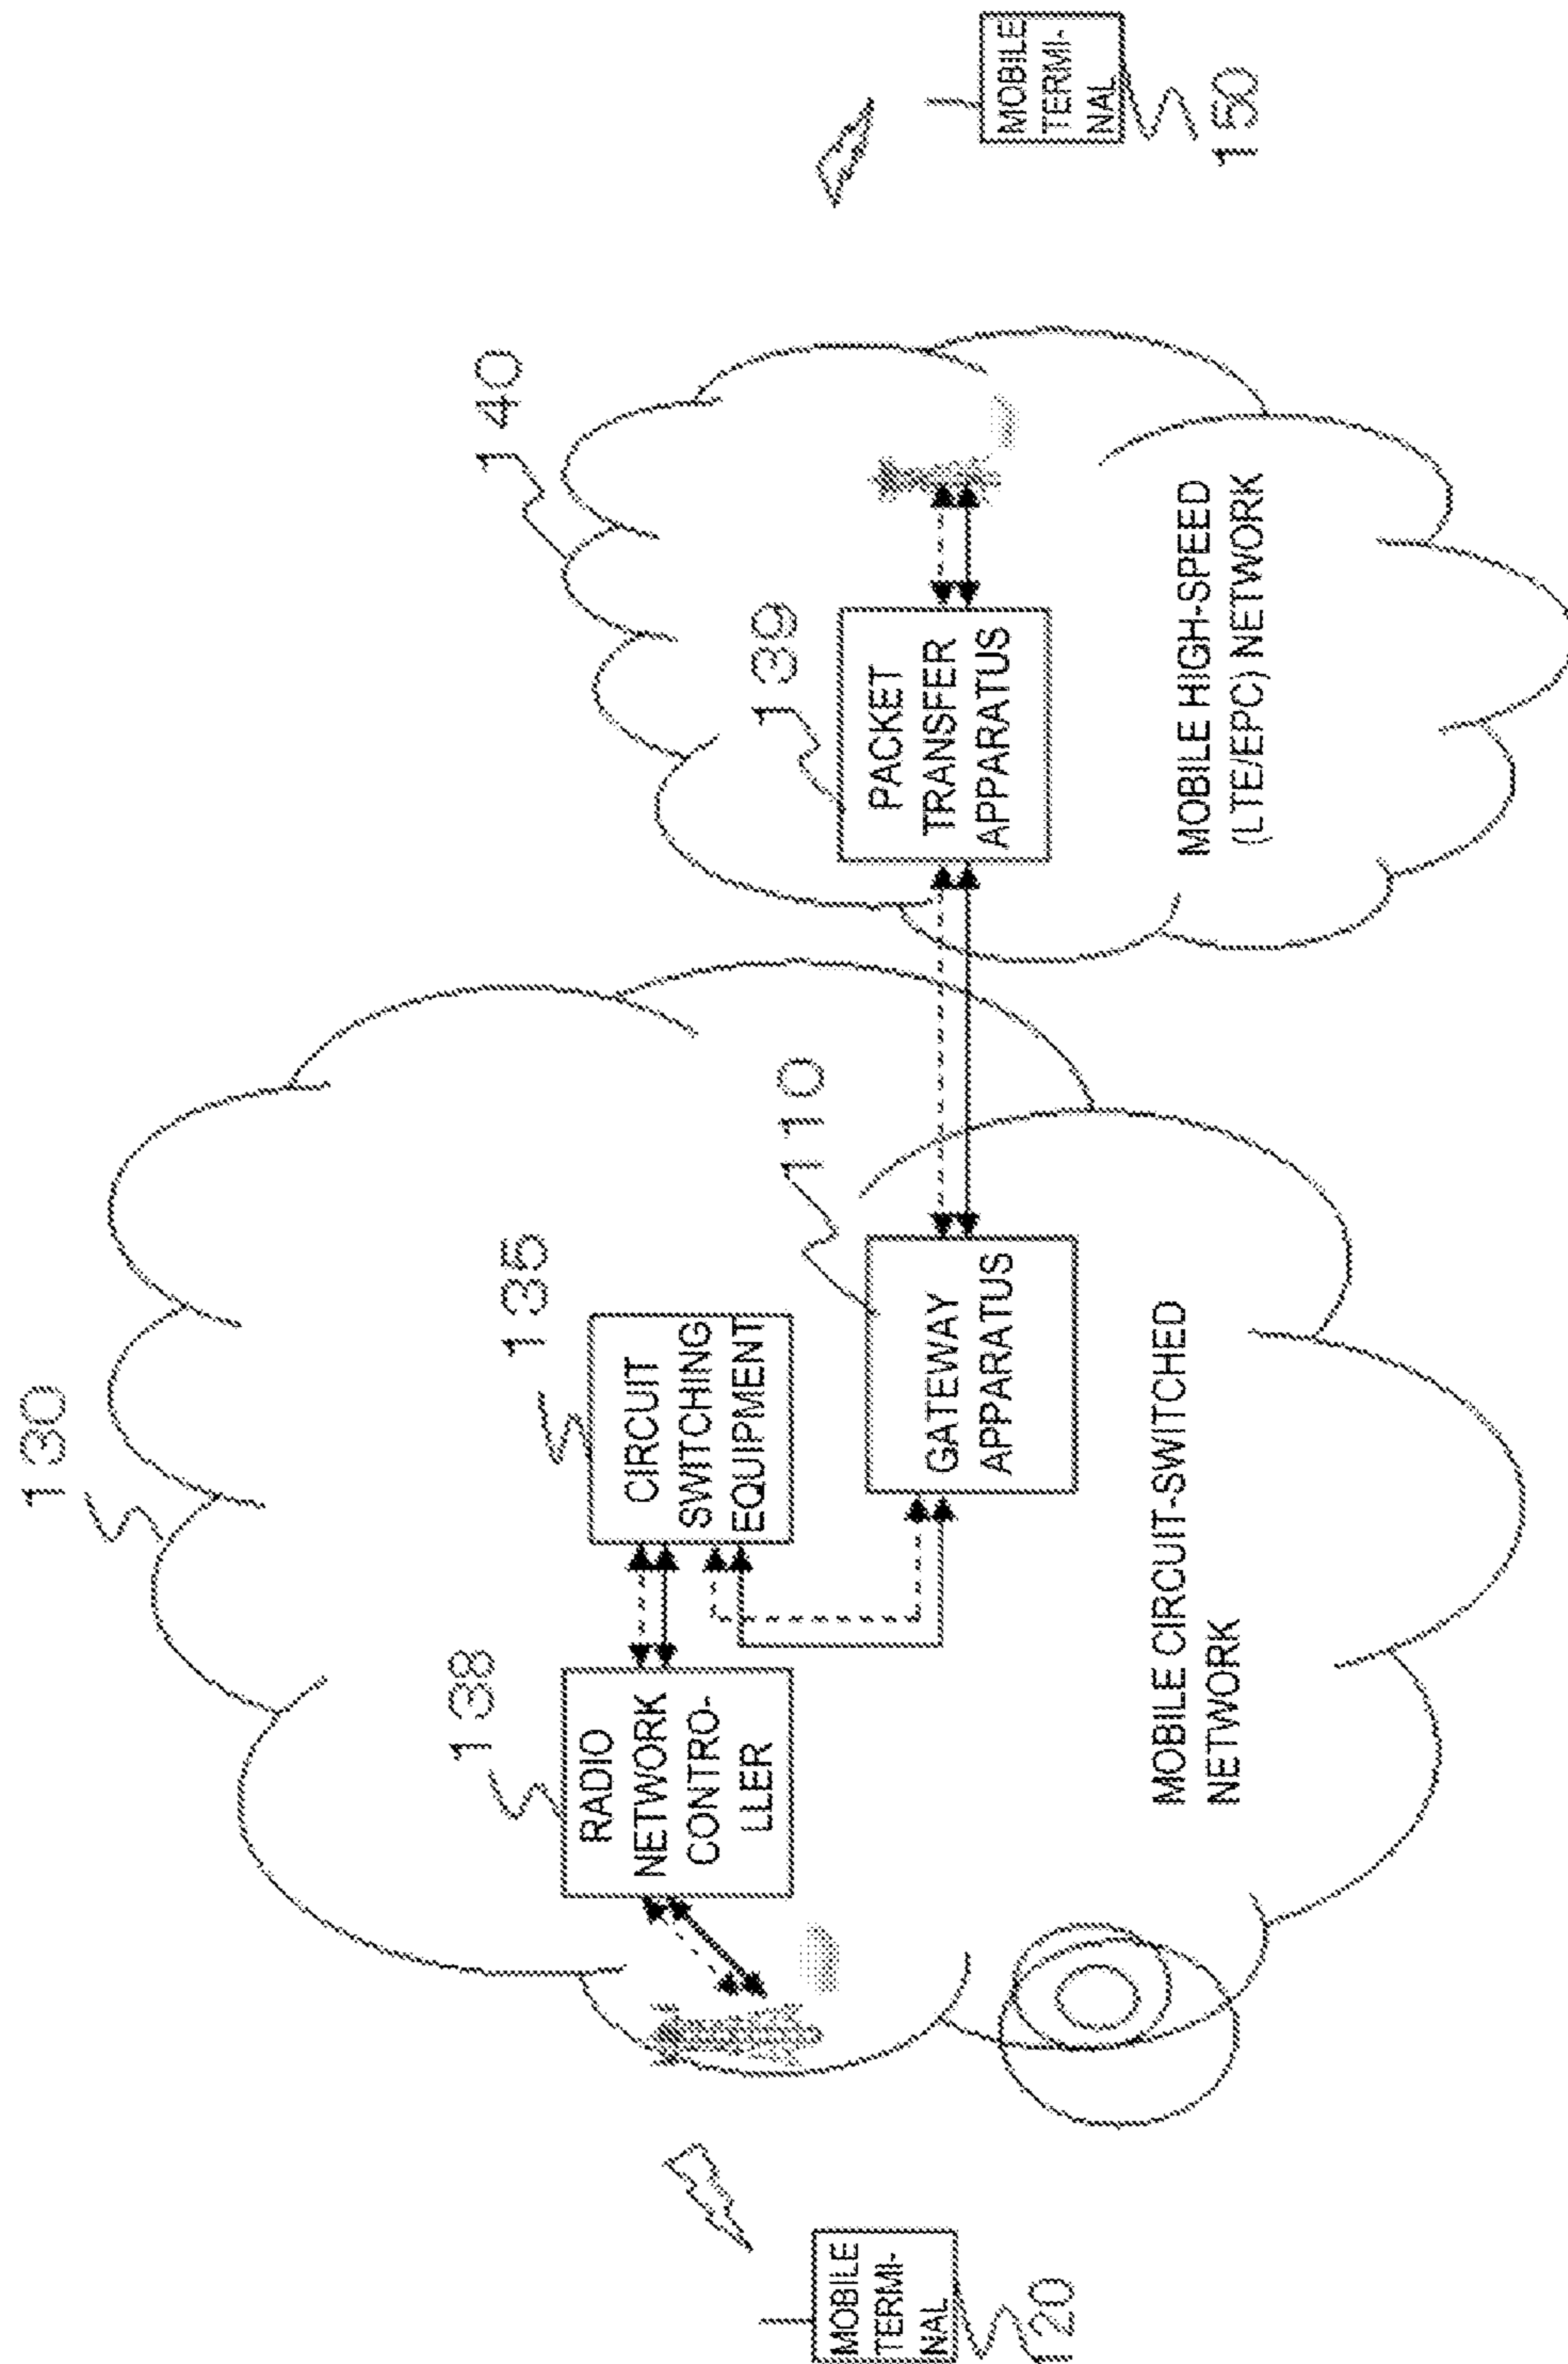 130
140
138
135
139
110
RADIO
NETWORK
CONTRO-
LLER
CIRCUIT
SWITCHING
EQUIPMENT
GATEWAY
APPARATUS
PACKET
TRANSFER
APPARATUS
MOBILE
TERMI-
NAL
120
MOBILE
TERMI-
NAL
150
MOBILE CIRCUIT-SWITCHED
NETWORK
MOBILE HIGH-SPEED
(LTE/EPC) NETWORK